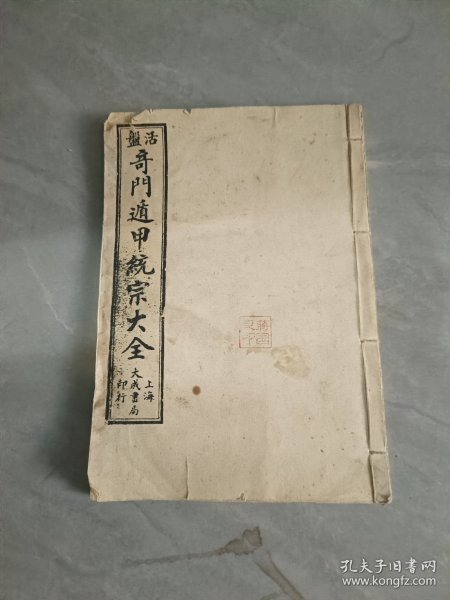 活盤
奇門遁甲統宗大全
上海
大成書局
印行
孔夫子旧书网
www.kongfz.com